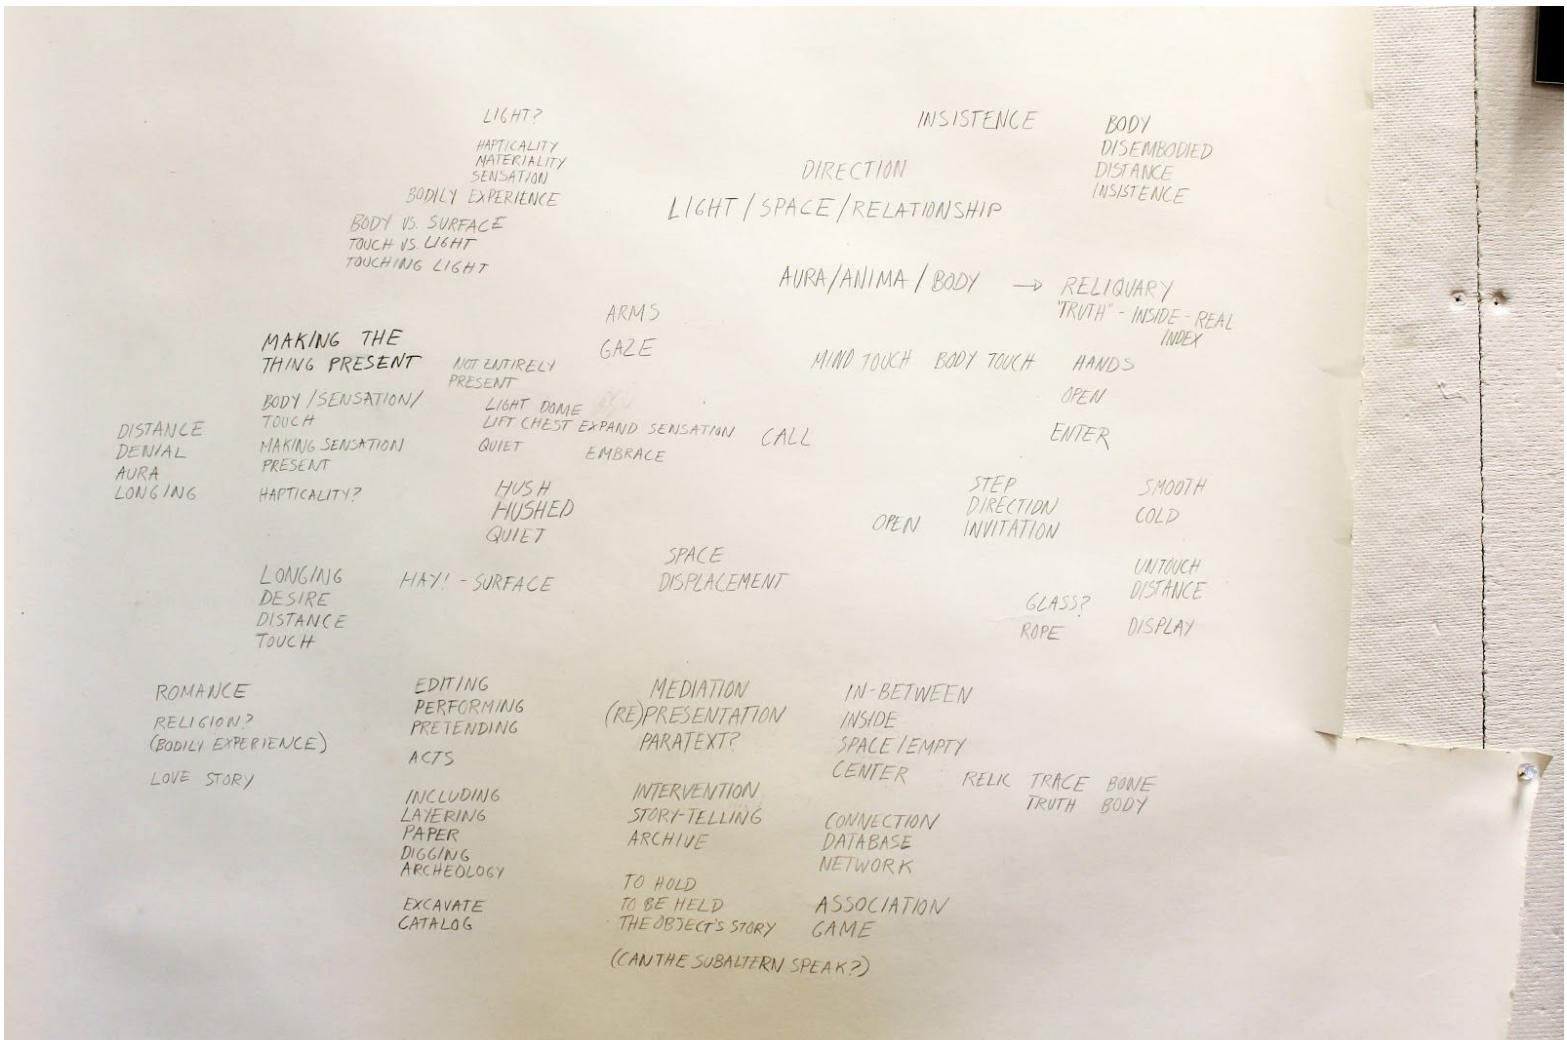 LIGHT?
HAPTICALITY
MATERIALITY
SENSATION
BODILY EXPERIENCE
BODY VS. SURFACE
TOUCH VS. LIGHT
TOUCHING LIGHT
INSISTENCE
DIRECTION
LIGHT/SPACE/RELATIONSHIP
BODY
DISEMBODIED
DISTANCE
INSISTENCE
AURA/ANIMA/BODY → RELIQUARY
"TRUTH" - INSIDE - REAL
INDEX
ARMS
GAZE
MAKING THE
THING PRESENT
NOT ENTIRELY
PRESENT
MIND TOUCH BODY TOUCH HANDS
OPEN
ENTER
BODY/SENSATION/
TOUCH
MAKING SENSATION
PRESENT
HAPTICALITY?
DISTANCE
DENIAL
AURA
LONGING
LIGHT DOME
LIFT CHEST EXPAND SENSATION
QUIET EMBRACE
CALL
HUSH
HUSHED
QUIET
OPEN
STEP
DIRECTION
INVITATION
SMOOTH
COLD
SPACE
DISPLACEMENT
LONGING
DESIRE
DISTANCE
TOUCH
HAY! - SURFACE
UNTOUCH
DISTANCE
GLASS?
ROPE
DISPLAY
ROMANCE
RELIGION?
(BODILY EXPERIENCE)
LOVE STORY
EDITING
PERFORMING
PRETENDING
ACTS
INCLUDING
LAYERING
PAPER
DIGGING
ARCHEOLOGY
EXCAVATE
CATALOG
MEDIATION
(RE)PRESENTATION
PARATEXT?
INTERVENTION
STORY-TELLING
ARCHIVE
TO HOLD
TO BE HELD
THE OBJECT'S STORY
(CAN THE SUBALTERN SPEAK?)
IN-BETWEEN
INSIDE
SPACE/EMPTY
CENTER
CONNECTION
DATABASE
NETWORK
ASSOCIATION
GAME
RELIC TRACE BONE
TRUTH BODY